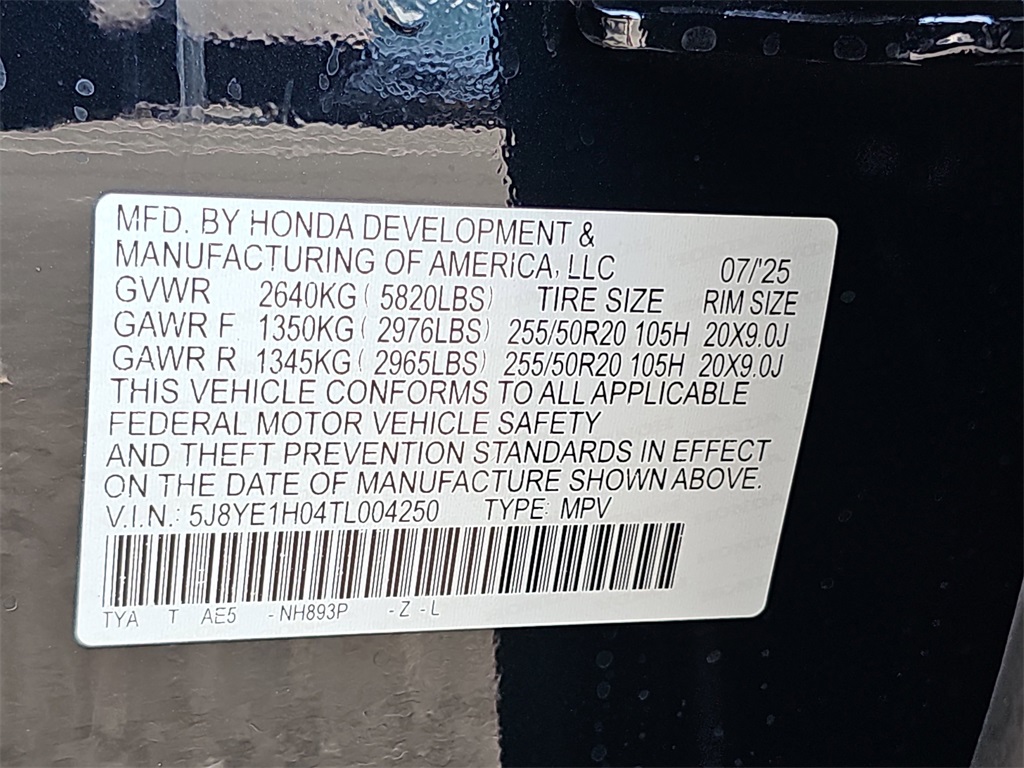 MFD. BY HONDA DEVELOPMENT &
MANUFACTURING OF AMERICA, LLC 07/'25
GVWR 2640KG ( 5820LBS) TIRE SIZE RIM SIZE
GAWR F 1350KG ( 2976LBS) 255/50R20 105H 20X9.0J
GAWR R 1345KG ( 2965LBS) 255/50R20 105H 20X9.0J
THIS VEHICLE CONFORMS TO ALL APPLICABLE
FEDERAL MOTOR VEHICLE SAFETY
AND THEFT PREVENTION STANDARDS IN EFFECT
ON THE DATE OF MANUFACTURE SHOWN ABOVE.
V.I.N.: 5J8YE1H04TL004250 TYPE: MPV
TYA T AE5 -NH893P -Z-L